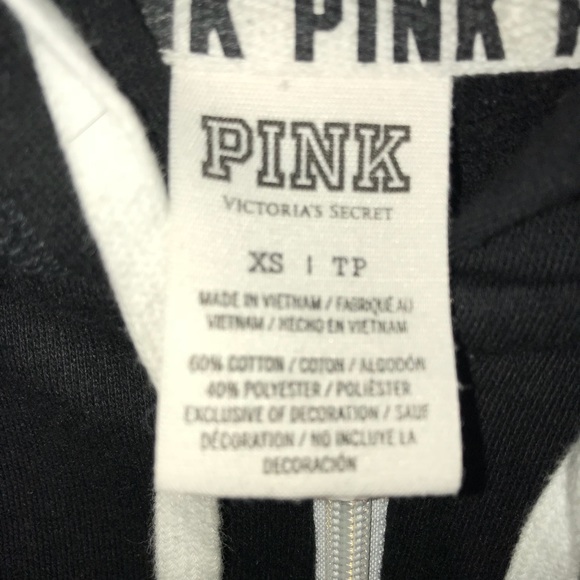 K PINK
PINK
VICTORIA'S SECRET
XS | TP
MADE IN VIETNAM / FABRIQUÉ AU
VIETNAM / HECHO EN VIETNAM
60% COTTON / COTON / ALGODÓN
40% POLYESTER / POLIÉSTER
EXCLUSIVE OF DECORATION / SAUF
DÉCORATION / NO INCLUYE LA
DECORACIÓN